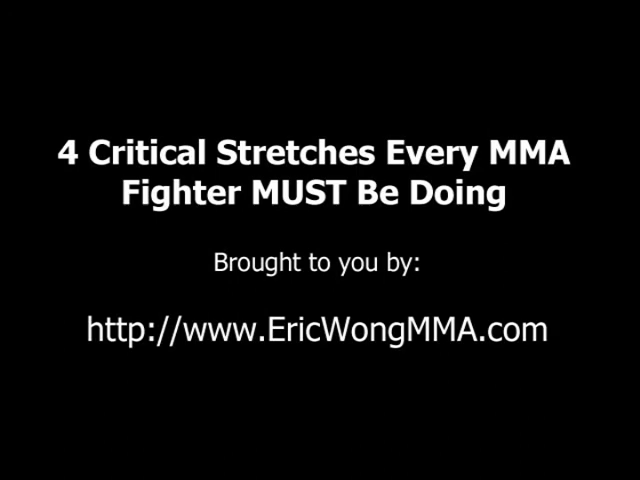 4 Critical Stretches Every MMA
Fighter MUST Be Doing
Brought to you by:
http://www.EricWongMMA.com